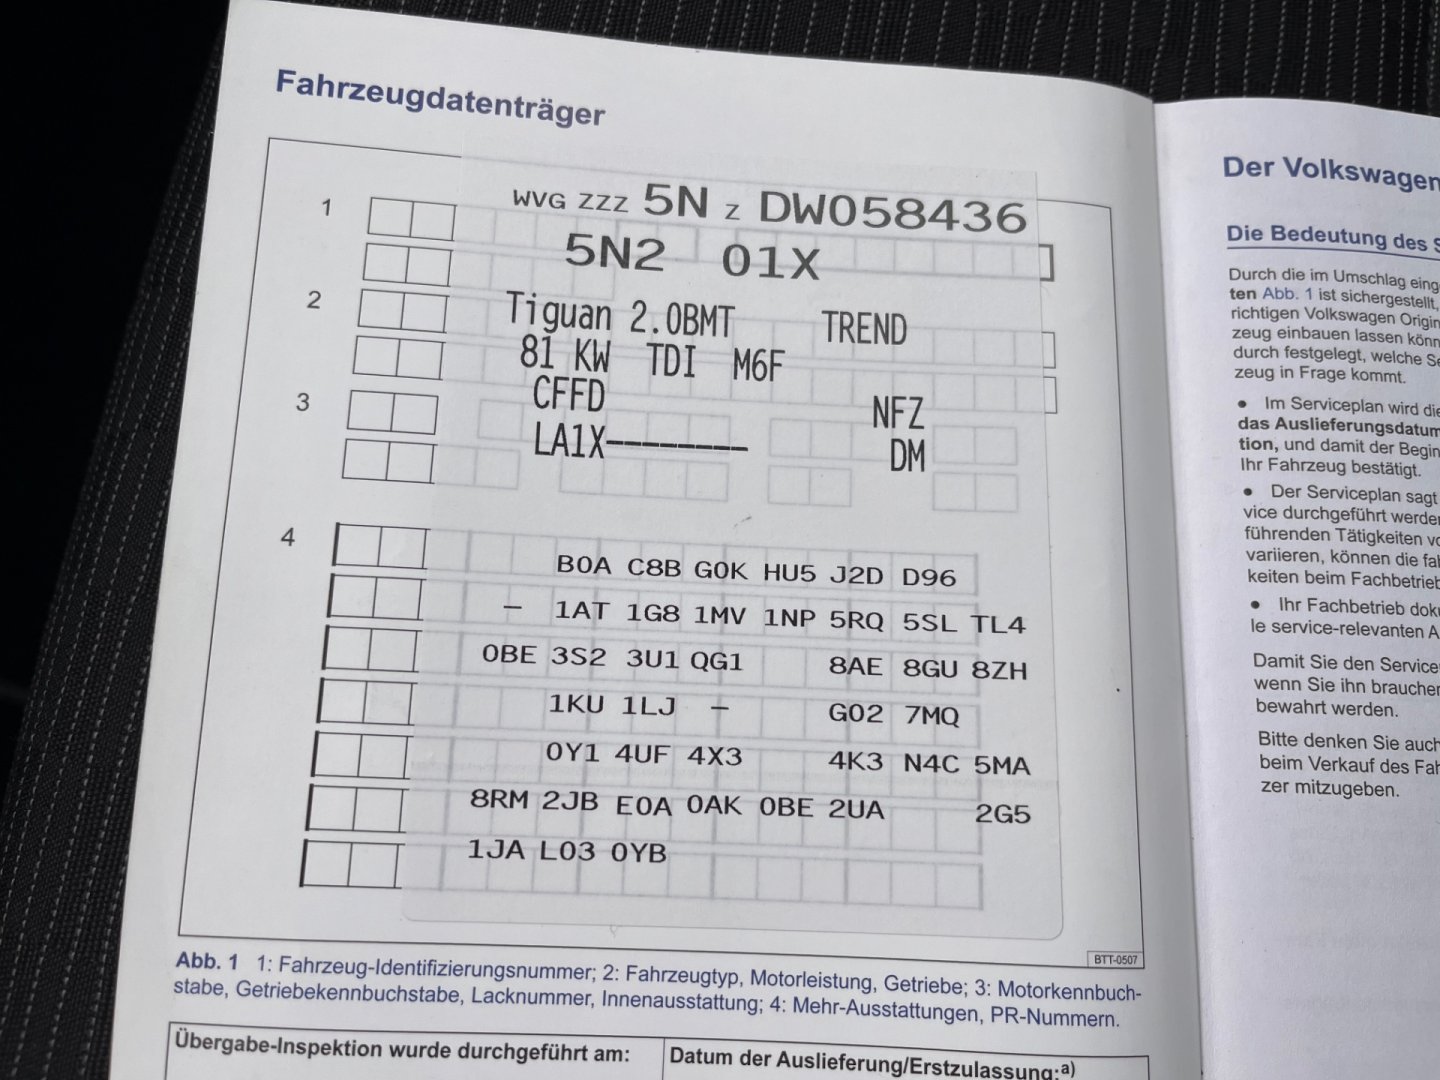 Fahrzeugdatenträger
1
WVG ZZZ 5N Z DW058436
5N2 01X
2
Tiguan 2.0BMT TREND
81 KW TDI M6F
3
CFFD NFZ
LA1X-------- DM
4
B0A C8B G0K HU5 J2D D96
- 1AT 1G8 1MV 1NP 5RQ 5SL TL4
0BE 3S2 3U1 QG1 8AE 8GU 8ZH
1KU 1LJ - G02 7MQ
0Y1 4UF 4X3 4K3 N4C 5MA
8RM 2JB E0A 0AK 0BE 2UA 2G5
1JA L03 0YB
BTT-0507
Abb. 1 1: Fahrzeug-Identifizierungsnummer; 2: Fahrzeugtyp, Motorleistung, Getriebe; 3: Motorkennbuch-
stabe, Getriebekennbuchstabe, Lacknummer, Innenausstattung; 4: Mehr-Ausstattungen, PR-Nummern.
Übergabe-Inspektion wurde durchgeführt am:
Datum der Auslieferung/Erstzulassung:a)
Der Volkswagen
Die Bedeutung des
Durch die im Umschlag
ten Abb. 1 ist sichergestellt,
richtigen Volkswagen
zeug einbauen lassen
durch festgelegt, welche
zeug in Frage kommt.
• Im Serviceplan wird
das Auslieferungsdatum
tion, und damit der
Ihr Fahrzeug bestätigt.
• Der Serviceplan sagt
vice durchgeführt
führenden Tätigkeiten
variieren, können die
keiten beim
• Ihr Fachbetrieb
le service-relevanten
Damit Sie den
wenn Sie ihn
bewahrt werden.
Bitte denken Sie auch
beim Verkauf des
zer mitzugeben.